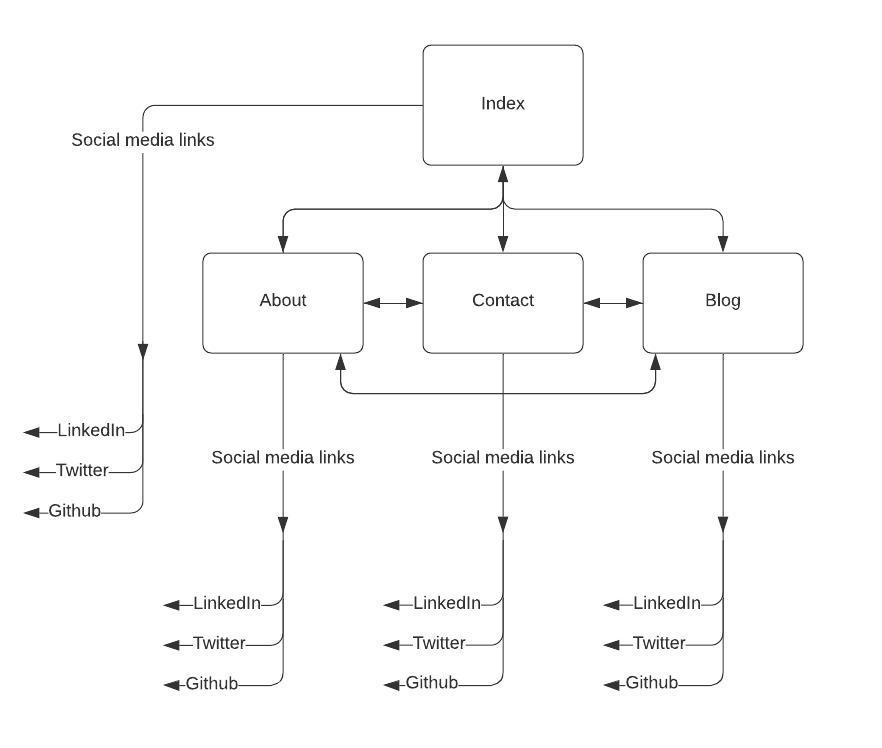 Index
Social media links
About
Contact
Blog
LinkedIn
Twitter
Github
Social media links
Social media links
Social media links
LinkedIn
LinkedIn
LinkedIn
Twitter
Twitter
Twitter
Github
Github
Github